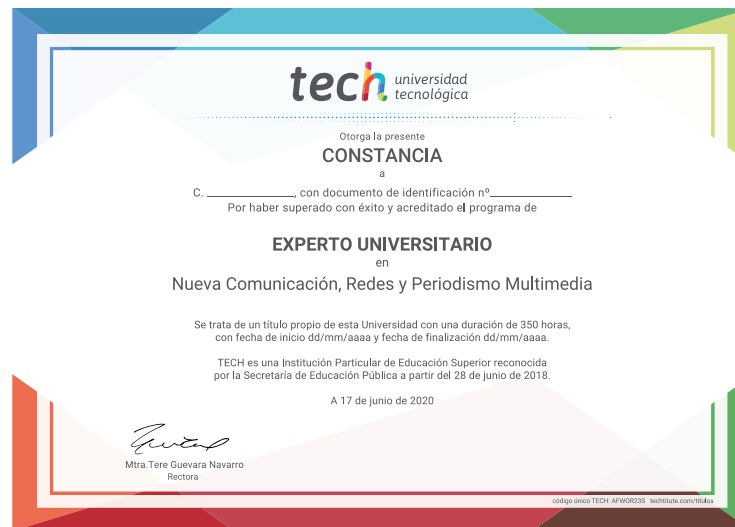 tech universidad
tecnológica
Otorga la presente
CONSTANCIA
a
C. ______________, con documento de identificación nº______________
Por haber superado con éxito y acreditado el programa de
EXPERTO UNIVERSITARIO
en
Nueva Comunicación, Redes y Periodismo Multimedia
Se trata de un título propio de esta Universidad con una duración de 350 horas,
con fecha de inicio dd/mm/aaaa y fecha de finalización dd/mm/aaaa.
TECH es una Institución Particular de Educación Superior reconocida
por la Secretaría de Educación Pública a partir del 28 de junio de 2018.
A 17 de junio de 2020
Mtra.Tere Guevara Navarro
Rectora
código único TECH: AFWOR23S techtitute.com/titulos